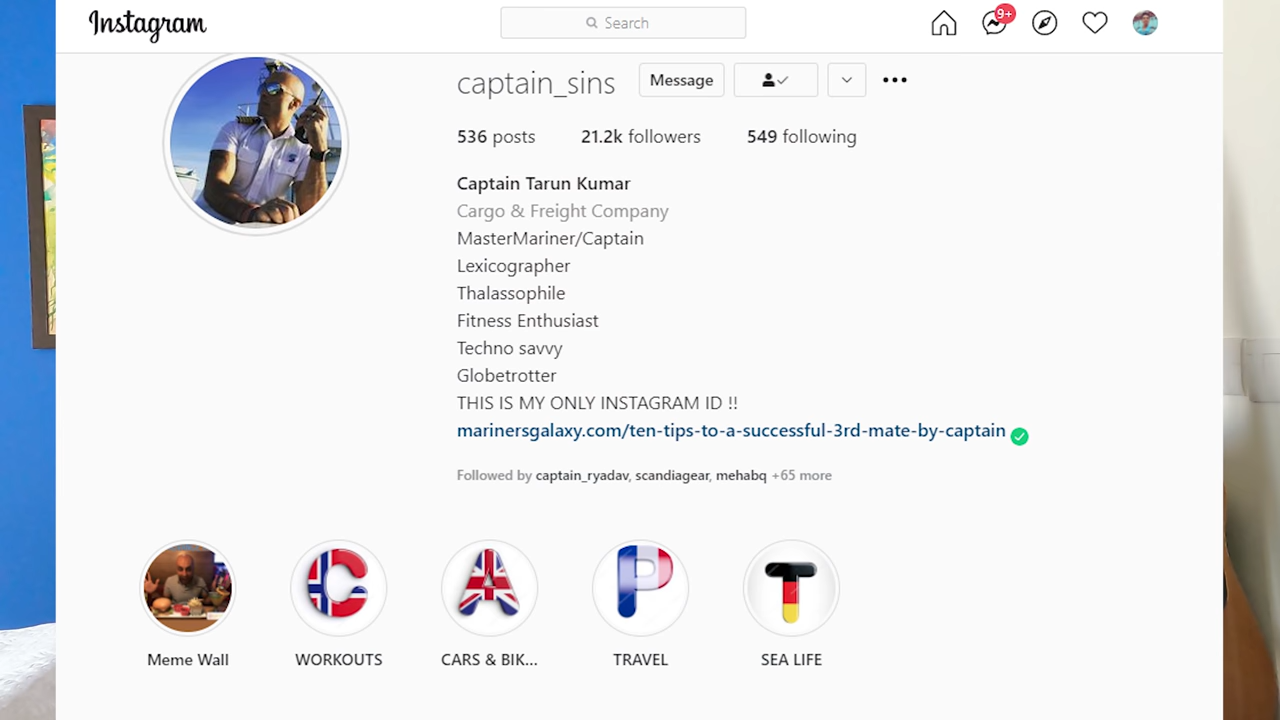 Instagram
Search
9+
captain_sins Message
536 posts 21.2k followers 549 following
Captain Tarun Kumar
Cargo & Freight Company
MasterMariner/Captain
Lexicographer
Thalassophile
Fitness Enthusiast
Techno savvy
Globetrotter
THIS IS MY ONLY INSTAGRAM ID !!
marinersgalaxy.com/ten-tips-to-a-successful-3rd-mate-by-captain
Followed by captain_ryadav, scandiagear, mehabq +65 more
C A P T
Meme Wall WORKOUTS CARS & BIK... TRAVEL SEA LIFE